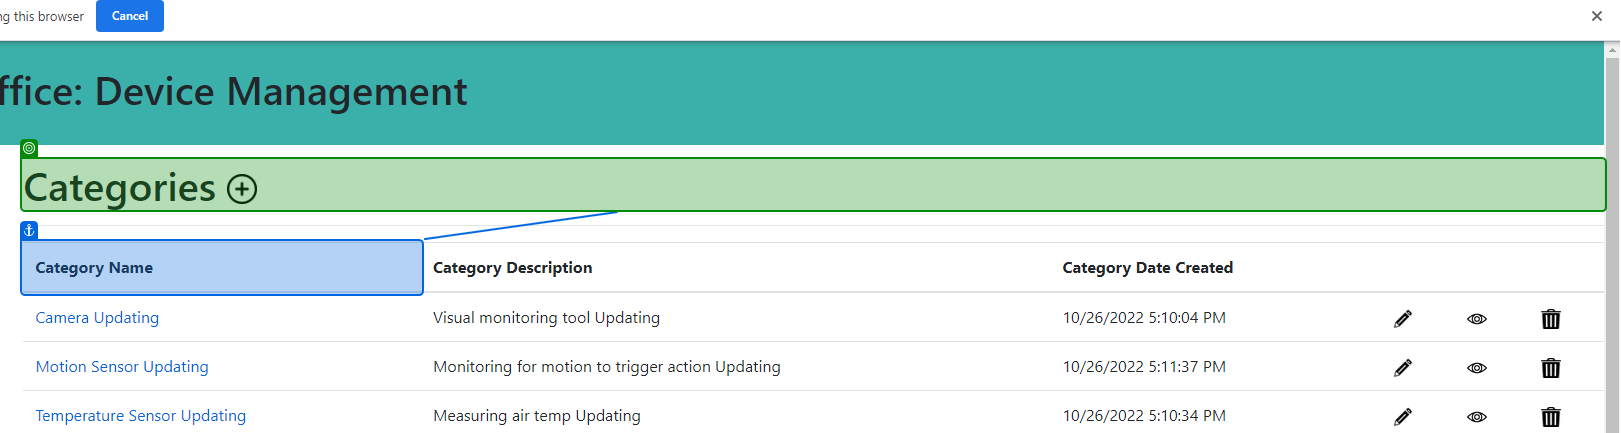 ng this browser Cancel
ffice: Device Management
Categories
Category Name Category Description Category Date Created
Camera Updating Visual monitoring tool Updating 10/26/2022 5:10:04 PM
Motion Sensor Updating Monitoring for motion to trigger action Updating 10/26/2022 5:11:37 PM
Temperature Sensor Updating Measuring air temp Updating 10/26/2022 5:10:34 PM